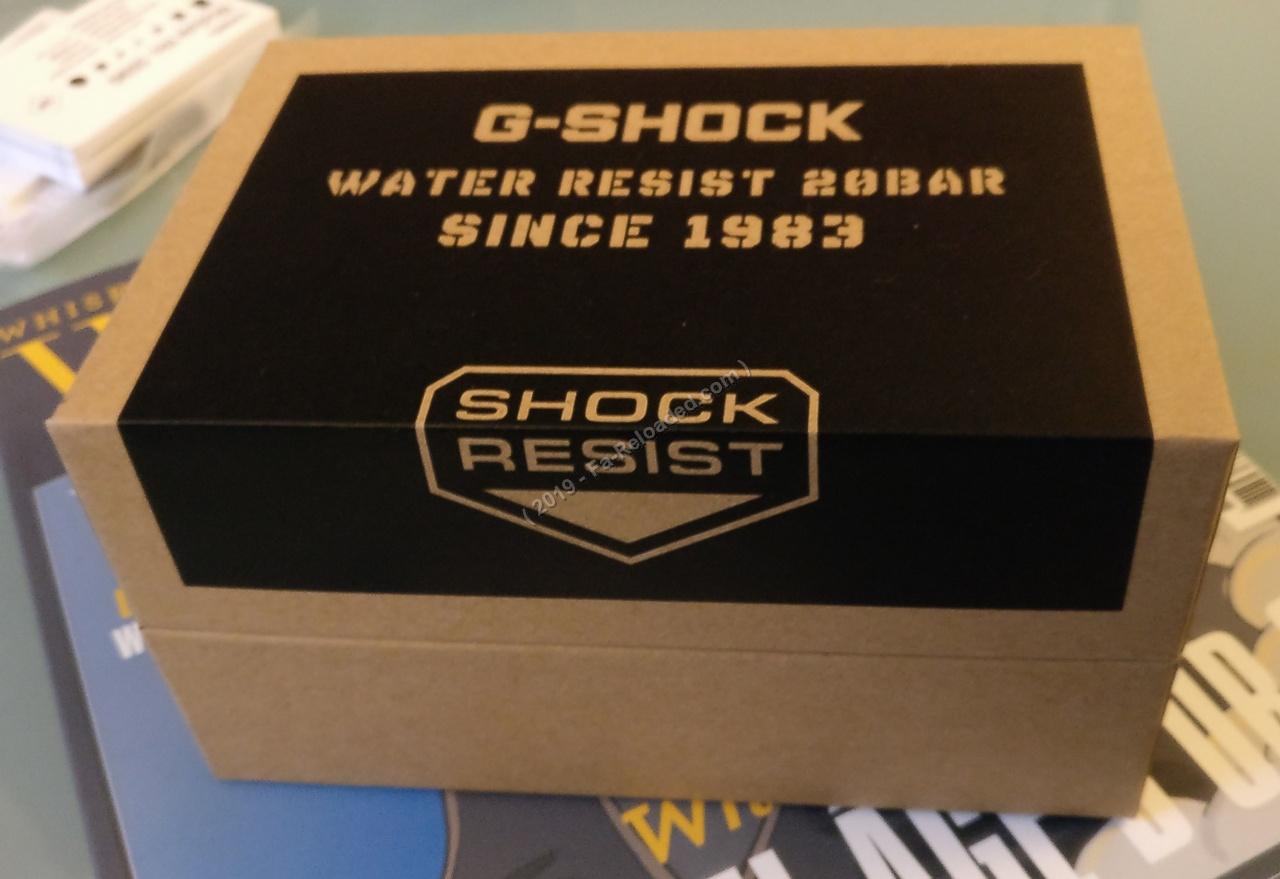 G-SHOCK
WATER RESIST 20BAR
SINCE 1983
SHOCK
RESIST
( 2019 - Fa-Reloaded.com )